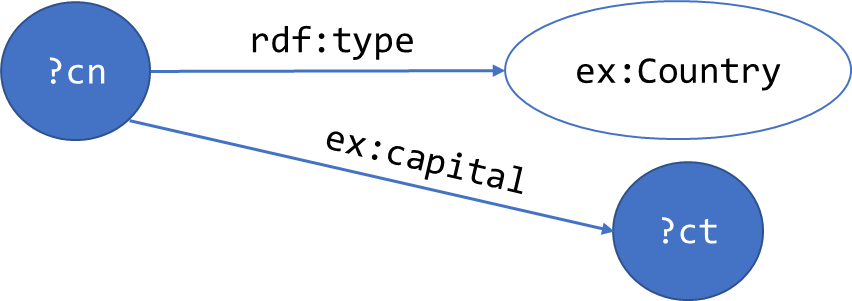 rdf:type
?cn
ex:Country
ex:capital
?ct